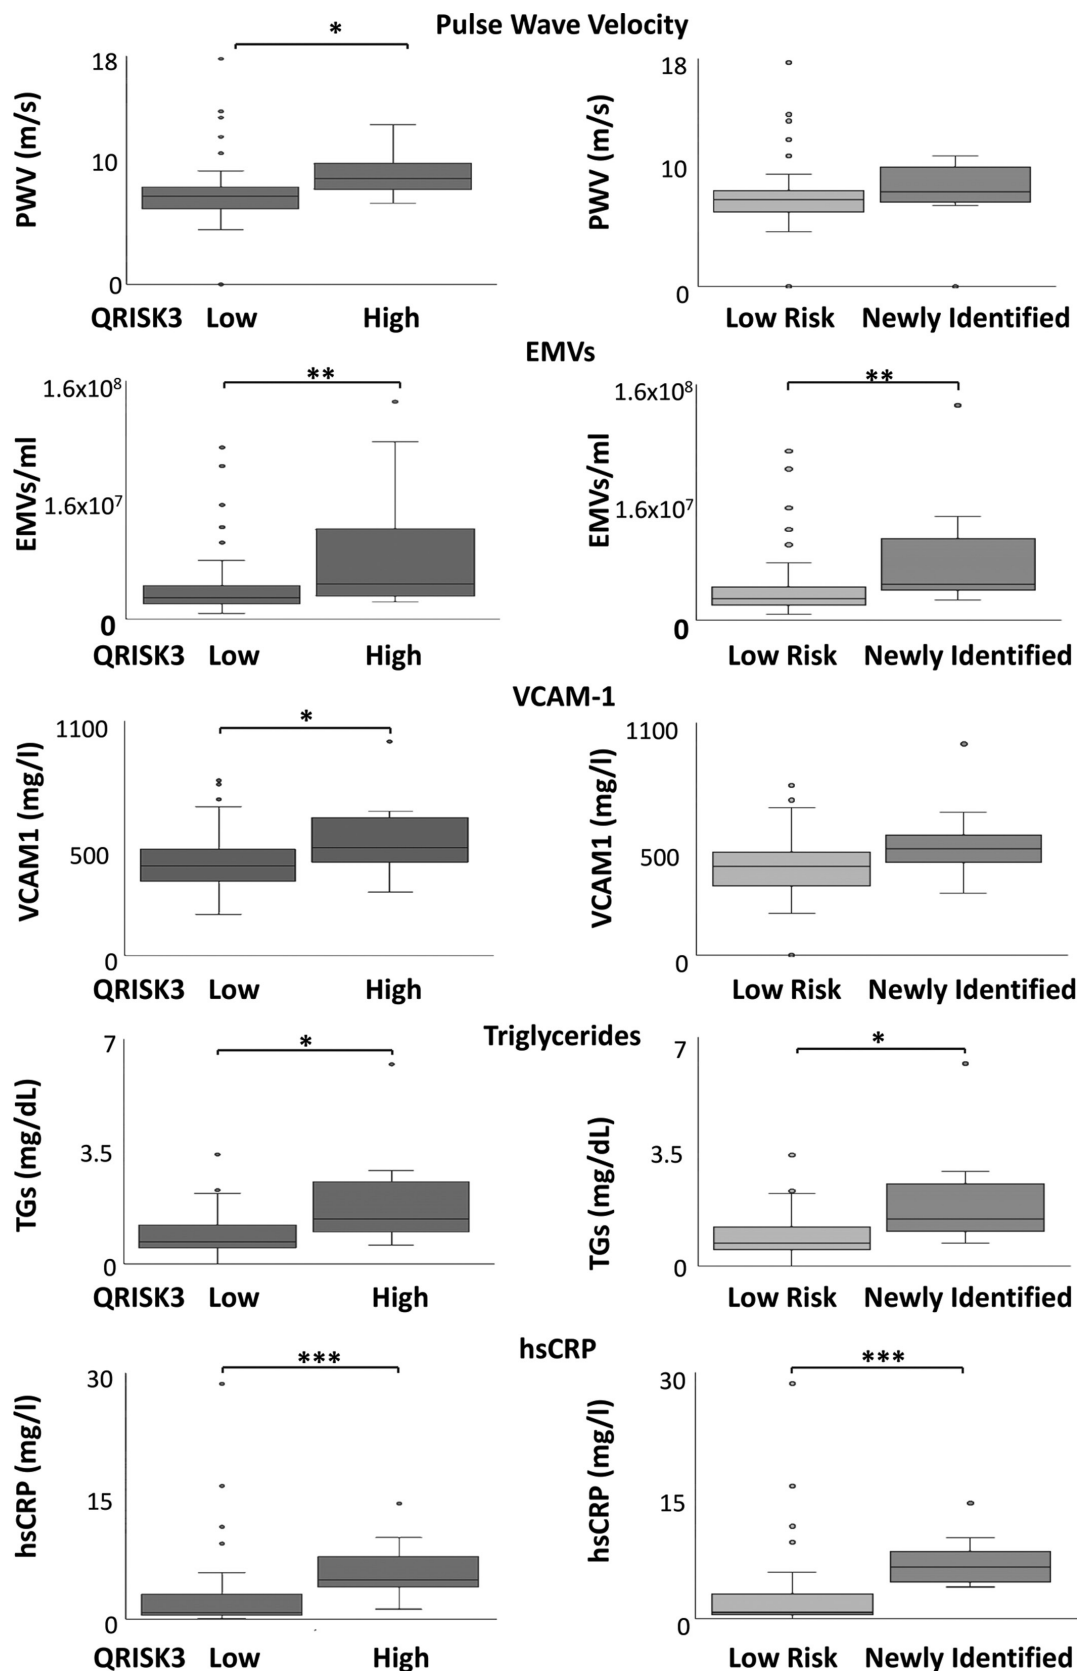 Pulse Wave Velocity
*
18
10
0
PWV (m/s)
QRISK3 Low High
18
10
0
PWV (m/s)
Low Risk Newly Identified
EMVs
**
1.6x10⁸
1.6x10⁷
0
EMVs/ml
QRISK3 Low High
**
1.6x10⁸
1.6x10⁷
0
EMVs/ml
Low Risk Newly Identified
VCAM-1
*
1100
500
0
VCAM1 (mg/l)
QRISK3 Low High
1100
500
0
VCAM1 (mg/l)
Low Risk Newly Identified
Triglycerides
*
7
3.5
0
TGs (mg/dL)
QRISK3 Low High
*
7
3.5
0
TGs (mg/dL)
Low Risk Newly Identified
hsCRP
***
30
15
0
hsCRP (mg/l)
QRISK3 Low High
***
30
15
0
hsCRP (mg/l)
Low Risk Newly Identified